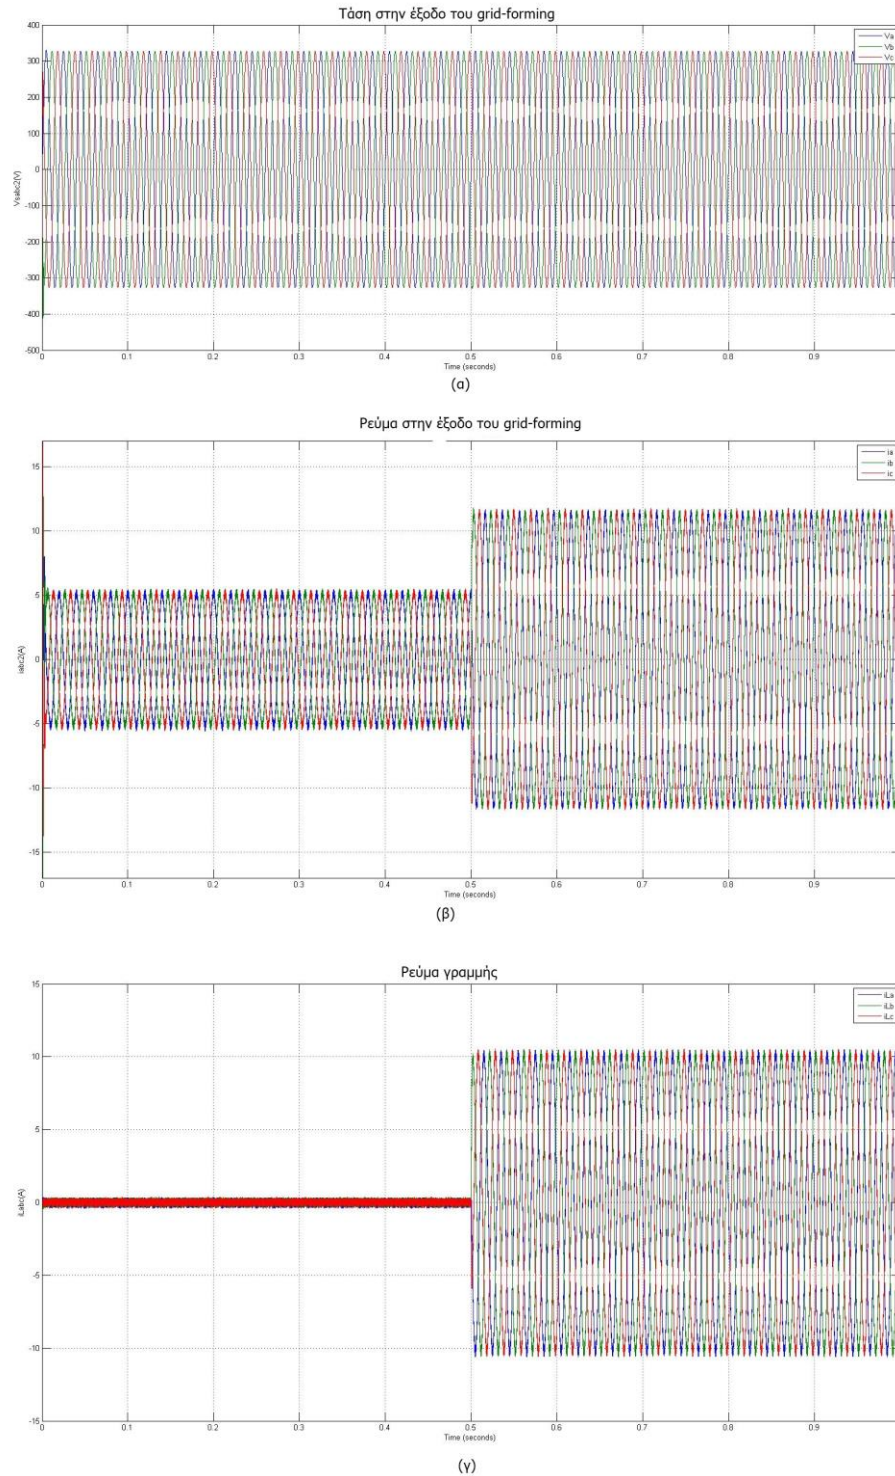 Τάση στην έξοδο του grid-forming
400
300
200
100
0
-100
-200
-300
-400
-500
Vsabc2(V)
Va
Vb
Vc
0
0.1
0.2
0.3
0.4
0.5
0.6
0.7
0.8
0.9
Time (seconds)
(α)
Ρεύμα στην έξοδο του grid-forming
15
10
5
0
-5
-10
-15
iabc2(A)
ia
ib
ic
0
0.1
0.2
0.3
0.4
0.5
0.6
0.7
0.8
0.9
Time (seconds)
(β)
Ρεύμα γραμμής
15
10
5
0
-5
-10
-15
iLabc(A)
iLa
iLb
iLc
0
0.1
0.2
0.3
0.4
0.5
0.6
0.7
0.8
0.9
Time (seconds)
(γ)